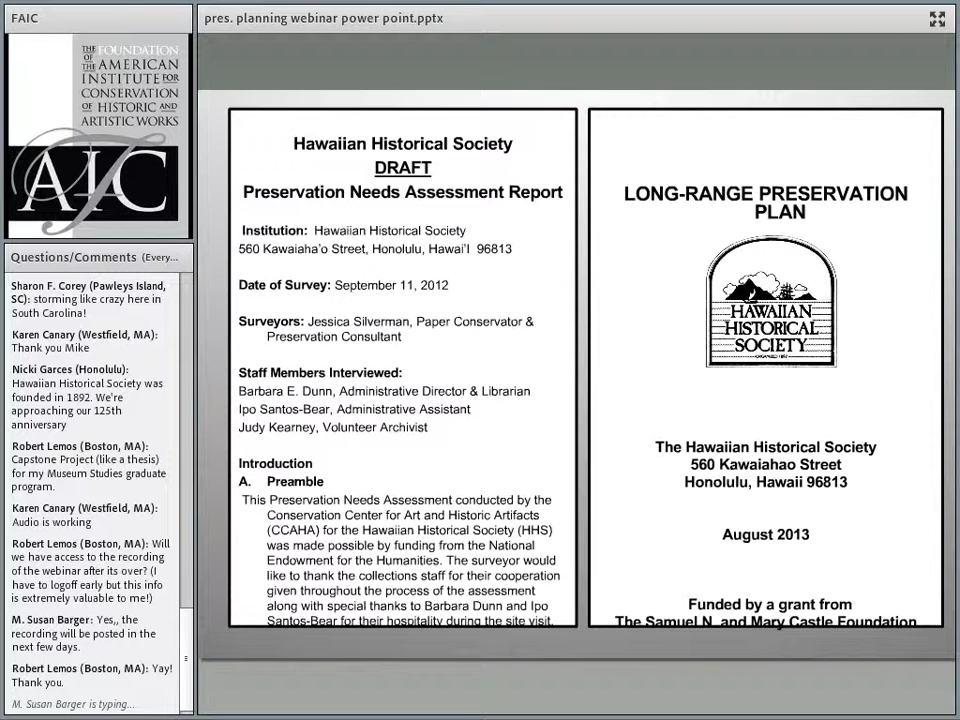 FAIC
THE FOUNDATION
OF
THE AMERICAN
INSTITUTE FOR
CONSERVATION
OF HISTORIC AND
ARTISTIC WORKS
AIC
Questions/Comments (Every...
Sharon F. Corey (Pawleys Island,
SC): storming like crazy here in
South Carolina!
Karen Canary (Westfield, MA):
Thank you Mike
Nicki Garces (Honolulu):
Hawaiian Historical Society was
founded in 1892. We're
approaching our 125th
anniversary
Robert Lemos (Boston, MA):
Capstone Project (like a thesis)
for my Museum Studies graduate
program.
Karen Canary (Westfield, MA):
Audio is working
Robert Lemos (Boston, MA): Will
we have access to the recording
of the webinar after its over? (I
have to logoff early but this info
is extremely valuable to me!)
M. Susan Barger: Yes,, the
recording will be posted in the
next few days.
Robert Lemos (Boston, MA): Yay!
Thank you.
M. Susan Barger is typing...
pres. planning webinar power point.pptx
Hawaiian Historical Society
DRAFT
Preservation Needs Assessment Report
Institution: Hawaiian Historical Society
560 Kawaiaha'o Street, Honolulu, Hawai'I 96813
Date of Survey: September 11, 2012
Surveyors: Jessica Silverman, Paper Conservator &
Preservation Consultant
Staff Members Interviewed:
Barbara E. Dunn, Administrative Director & Librarian
Ipo Santos-Bear, Administrative Assistant
Judy Kearney, Volunteer Archivist
Introduction
A. Preamble
This Preservation Needs Assessment conducted by the
Conservation Center for Art and Historic Artifacts
(CCAHA) for the Hawaiian Historical Society (HHS)
was made possible by funding from the National
Endowment for the Humanities. The surveyor would
like to thank the collections staff for their cooperation
given throughout the process of the assessment
along with special thanks to Barbara Dunn and Ipo
Santos-Bear for their hospitality during the site visit.
LONG-RANGE PRESERVATION
PLAN
HAWAIIAN
HISTORICAL
SOCIETY
The Hawaiian Historical Society
560 Kawaiahao Street
Honolulu, Hawaii 96813
August 2013
Funded by a grant from
The Samuel N. and Mary Castle Foundation